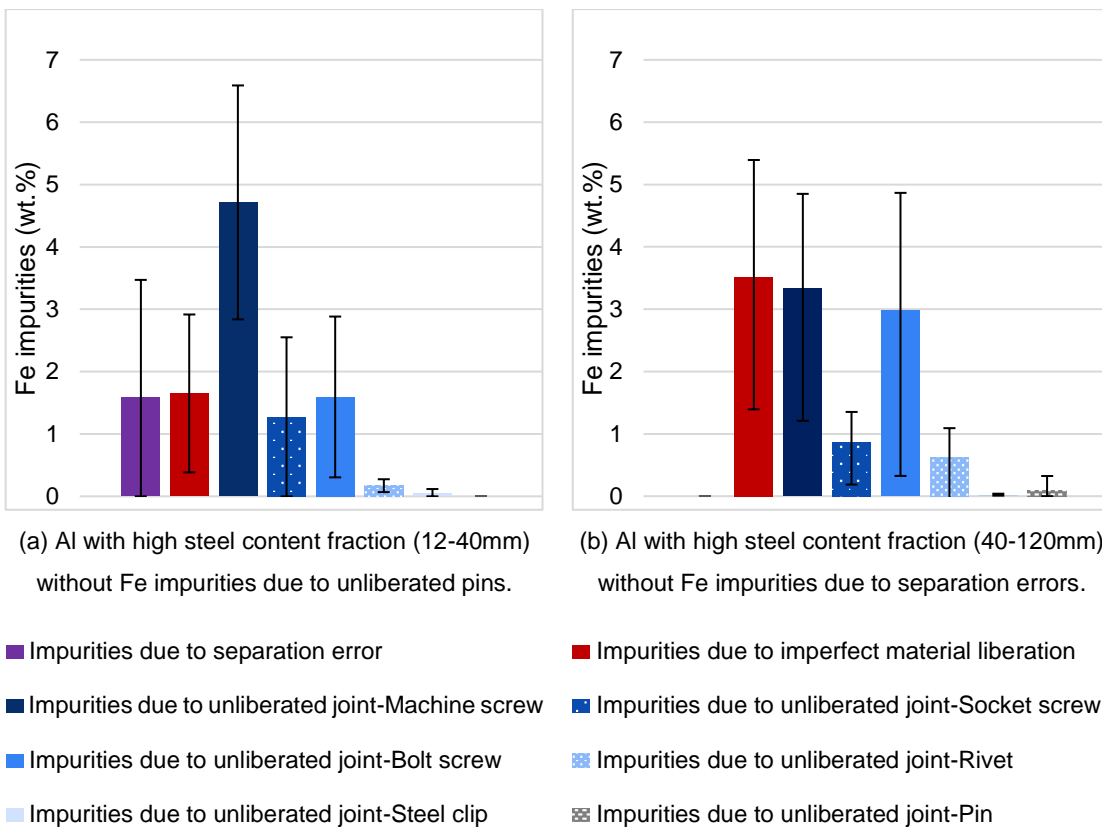 7
6
5
4
3
2
1
0
Fe impurities (wt.%)
7
6
5
4
3
2
1
0
Fe impurities (wt.%)
(a) Al with high steel content fraction (12-40mm)
without Fe impurities due to unliberated pins.
(b) Al with high steel content fraction (40-120mm)
without Fe impurities due to separation errors.
Impurities due to separation error
Impurities due to imperfect material liberation
Impurities due to unliberated joint-Machine screw
Impurities due to unliberated joint-Socket screw
Impurities due to unliberated joint-Bolt screw
Impurities due to unliberated joint-Rivet
Impurities due to unliberated joint-Steel clip
Impurities due to unliberated joint-Pin